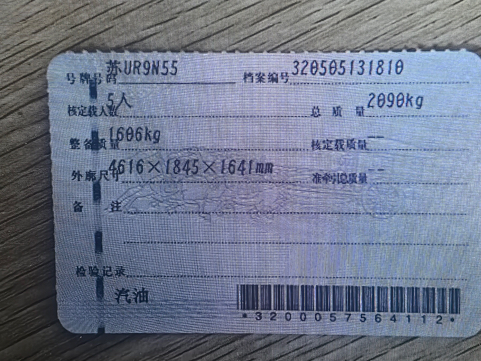 号牌号码 苏UR9N55 档案编号 320505131810
核定载人数 5人 总质量 2090kg
整备质量 1606kg 核定载质量 --
外廓尺寸 4616×1845×1641mm 准牵引总质量 --
备注
检验记录
汽油
*3200057564112*